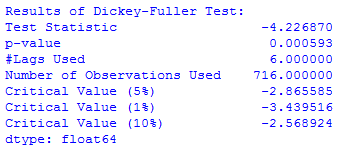 Results of Dickey-Fuller Test:
Test Statistic -4.226870
p-value 0.000593
#Lags Used 6.000000
Number of Observations Used 716.000000
Critical Value (5%) -2.865585
Critical Value (1%) -3.439516
Critical Value (10%) -2.568924
dtype: float64